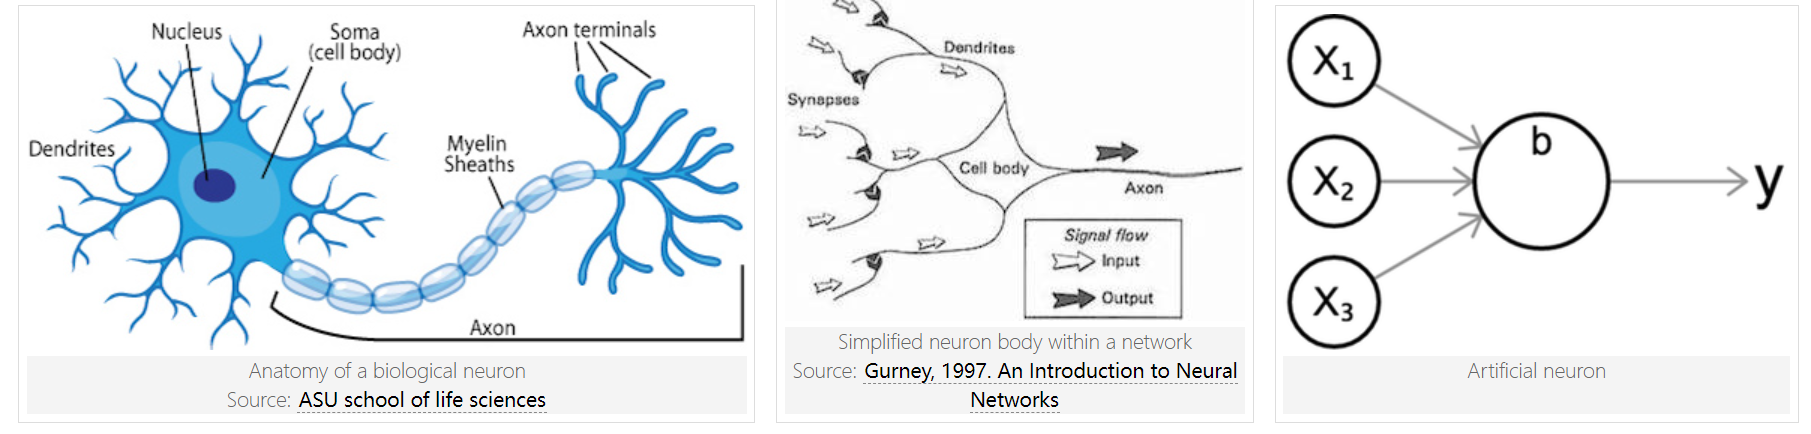 Nucleus
Soma
(cell body)
Axon terminals
Dendrites
Myelin
Sheaths
Axon
Anatomy of a biological neuron
Source: ASU school of life sciences
Dendrites
Synapses
Cell body
Axon
Signal flow
Input
Output
Simplified neuron body within a network
Source: Gurney, 1997. An Introduction to Neural
Networks
X₁
b
X₂
y
X₃
Artificial neuron